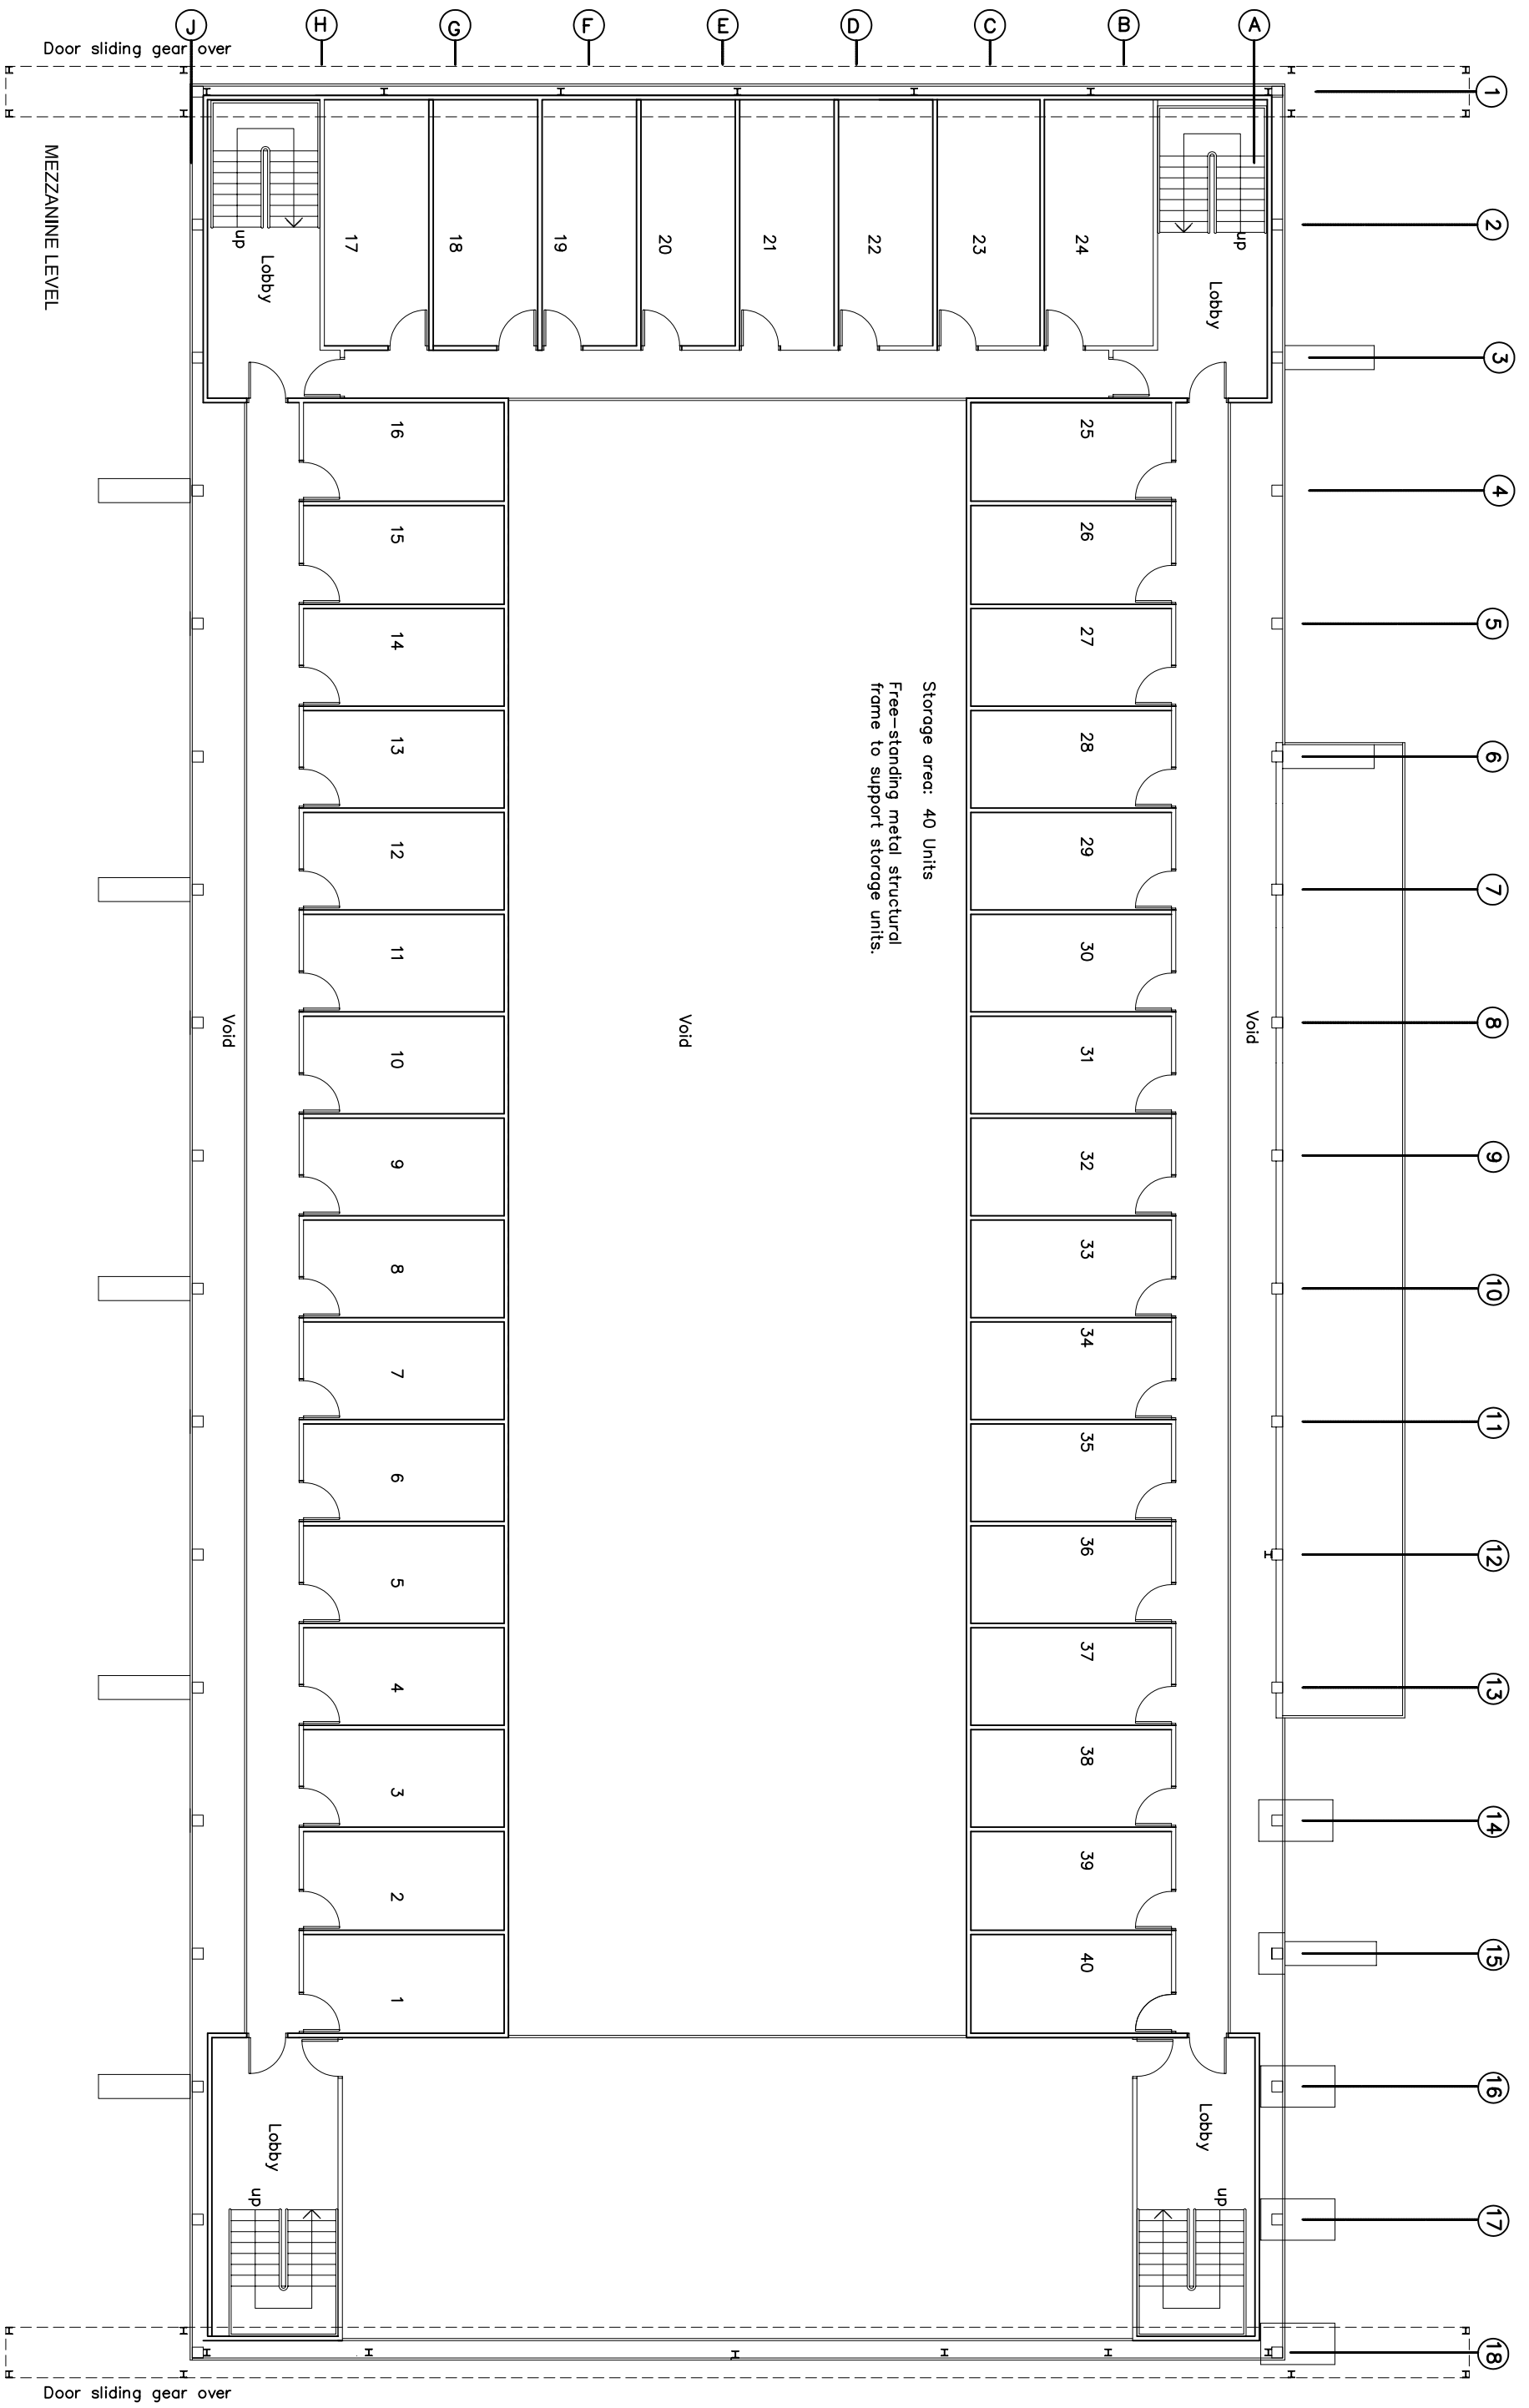 J
H
G
F
E
D
C
B
A
Door sliding gear over
1
2
3
4
5
6
7
8
9
10
11
12
13
14
15
16
17
18
MEZZANINE LEVEL
up
Lobby
17
18
19
20
21
22
23
24
up
Lobby
16
15
14
13
12
11
10
9
8
7
6
5
4
3
2
1
25
26
27
28
29
30
31
32
33
34
35
36
37
38
39
40
Storage area: 40 Units
Free-standing metal structural
frame to support storage units.
Void
Void
Void
Lobby
up
Lobby
up
Door sliding gear over